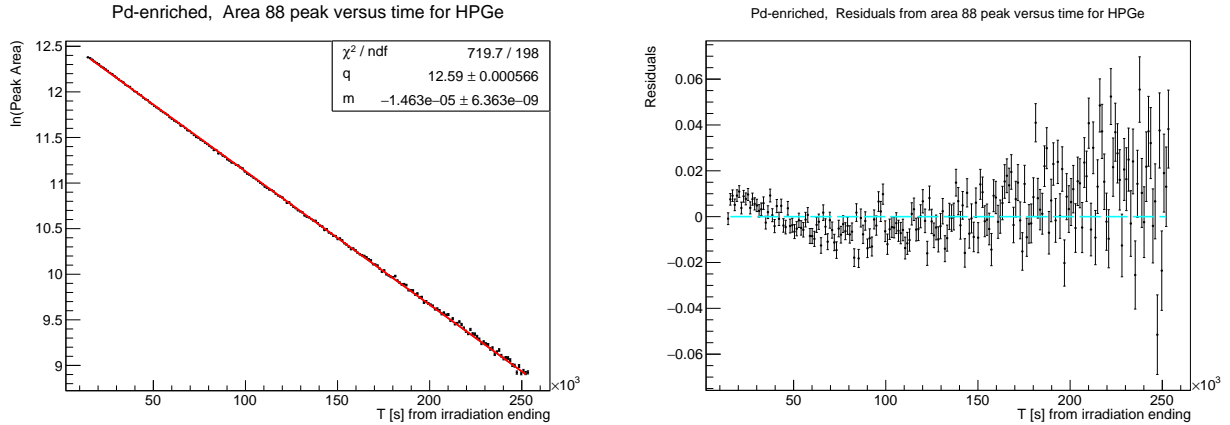 Pd-enriched, Area 88 peak versus time for HPGe
χ² / ndf 719.7 / 198
q 12.59 ± 0.000566
m −1.463e−05 ± 6.363e−09
ln(Peak Area)
12.5
12
11.5
11
10.5
10
9.5
9
50 100 150 200 250
×10³
T [s] from irradiation ending
Pd-enriched, Residuals from area 88 peak versus time for HPGe
Residuals
0.06
0.04
0.02
0
−0.02
−0.04
−0.06
50 100 150 200 250
×10³
T [s] from irradiation ending